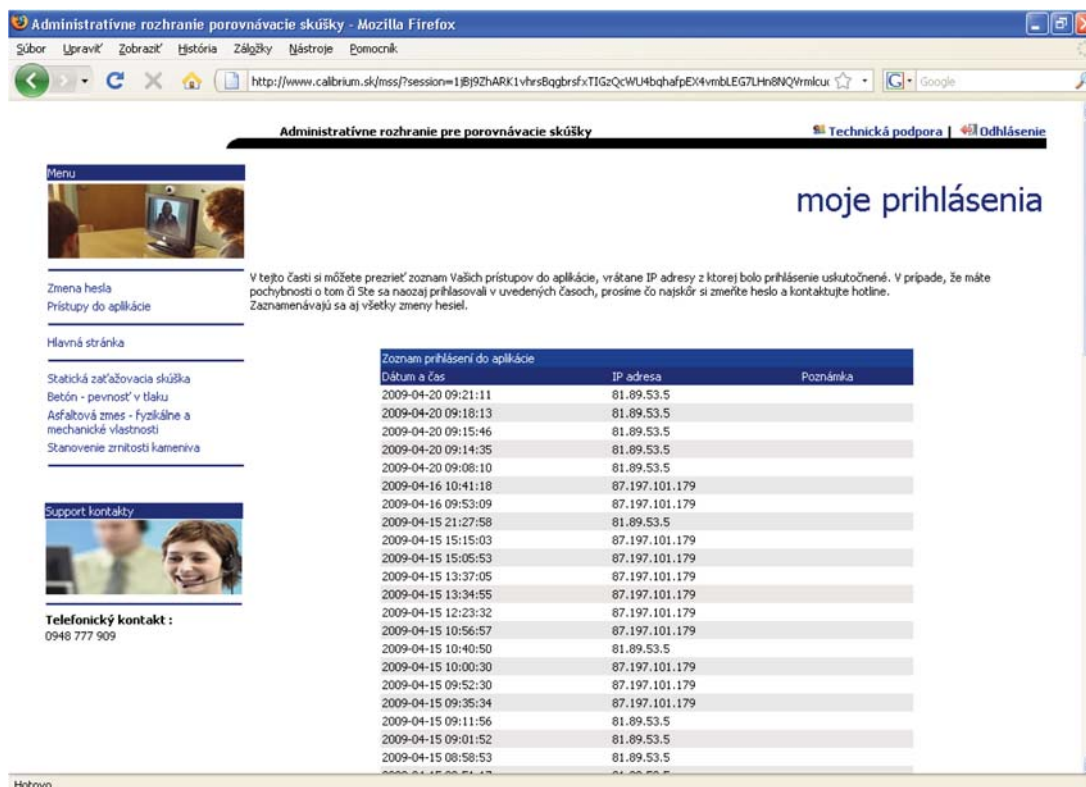 Administratívne rozhranie porovnávacie skúšky - Mozilla Firefox
Súbor Upraviť Zobraziť História Záložky Nástroje Pomocník
Google
Administratívne rozhranie pre porovnávacie skúšky
Technická podpora | Odhlásenie
Menu
moje prihlásenia
V tejto časti si môžete prezrieť zoznam Vašich prístupov do aplikácie, vrátane IP adresy z ktorej bolo prihlásenie uskutočnené. V prípade, že máte
pochybnosti o tom či Ste sa naozaj prihlasovali v uvedených časoch, prosíme čo najskôr si zmeňte heslo a kontaktujte hotline.
Zaznamenávajú sa aj všetky zmeny hesiel.
Zmena hesla
Prístupy do aplikácie
Hlavná stránka
Statická zaťažovacia skúška
Betón - pevnosť v tlaku
Asfaltová zmes - fyzikálne a
mechanické vlastnosti
Stanovenie zrnitosti kameniva
Support kontakty
Telefonický kontakt :
0948 777 909
Zoznam prihlásení do aplikácie
Dátum a čas IP adresa Poznámka
2009-04-20 09:21:11 81.89.53.5
2009-04-20 09:18:13 81.89.53.5
2009-04-20 09:15:46 81.89.53.5
2009-04-20 09:14:35 81.89.53.5
2009-04-20 09:08:10 81.89.53.5
2009-04-16 10:41:18 87.197.101.179
2009-04-16 09:53:09 87.197.101.179
2009-04-15 21:27:58 81.89.53.5
2009-04-15 15:15:03 87.197.101.179
2009-04-15 15:05:53 87.197.101.179
2009-04-15 13:37:05 87.197.101.179
2009-04-15 13:34:55 87.197.101.179
2009-04-15 12:23:32 87.197.101.179
2009-04-15 10:56:57 87.197.101.179
2009-04-15 10:40:50 81.89.53.5
2009-04-15 10:00:30 87.197.101.179
2009-04-15 09:52:30 87.197.101.179
2009-04-15 09:35:34 87.197.101.179
2009-04-15 09:11:56 81.89.53.5
2009-04-15 09:01:52 81.89.53.5
2009-04-15 08:58:53 81.89.53.5
Hotovo